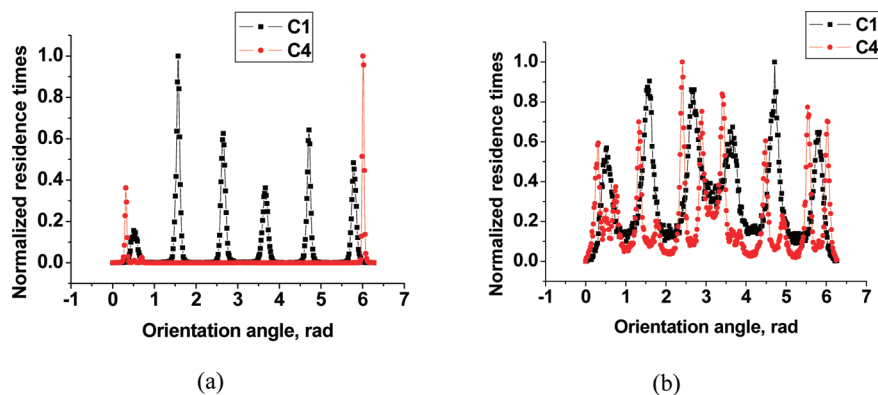 C1
C4
Normalized residence times
1.0
0.8
0.6
0.4
0.2
0.0
-1 0 1 2 3 4 5 6 7
Orientation angle, rad
(a)
C1
C4
Normalized residence times
1.0
0.8
0.6
0.4
0.2
0.0
-1 0 1 2 3 4 5 6 7
Orientation angle, rad
(b)